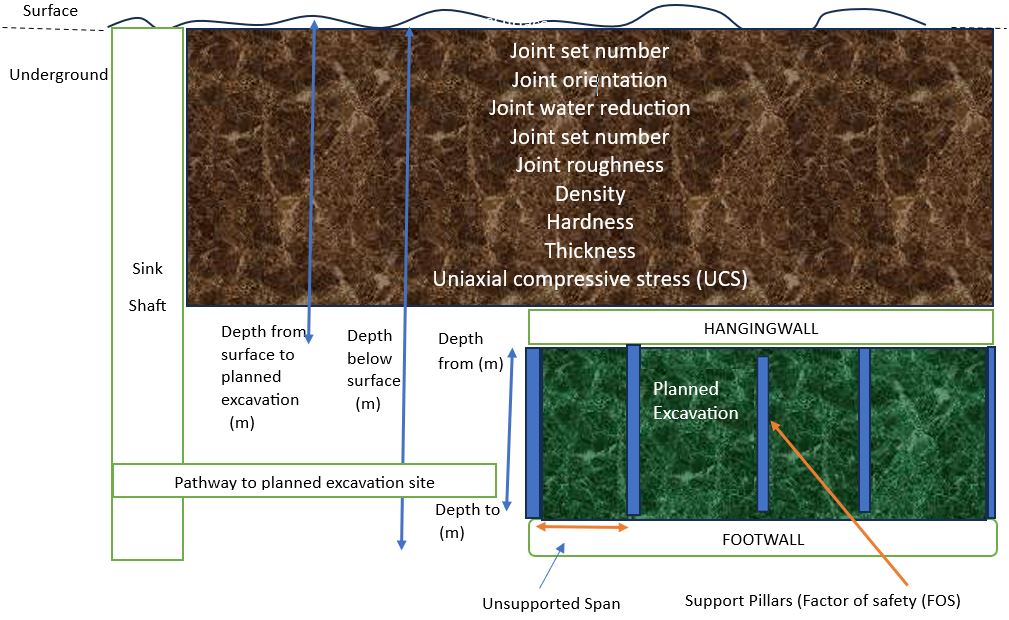 Surface
Underground
Joint set number
Joint orientation
Joint water reduction
Joint set number
Joint roughness
Density
Hardness
Thickness
Uniaxial compressive stress (UCS)
Sink
Shaft
Depth from
surface to
planned
excavation
(m)
Depth
below
surface
(m)
Depth
from (m)
HANGINGWALL
Planned
Excavation
Pathway to planned excavation site
Depth to
(m)
FOOTWALL
Unsupported Span
Support Pillars (Factor of safety (FOS)